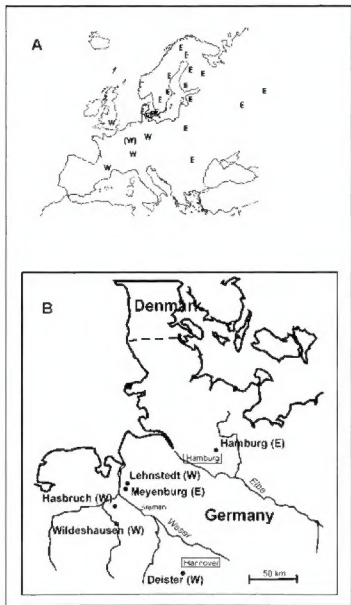 A
E
E
E
E
E
E
E
E
E
E
E
W
E
W
(W)
W
E
W
B
Denmark
Hamburg (E)
Hamburg
Lehnstedt (W)
Meyenburg (E)
Elbe
Hasbruch (W)
Bremen
Germany
Weser
Wildeshausen (W)
Hannover
Deister (W)
50 km